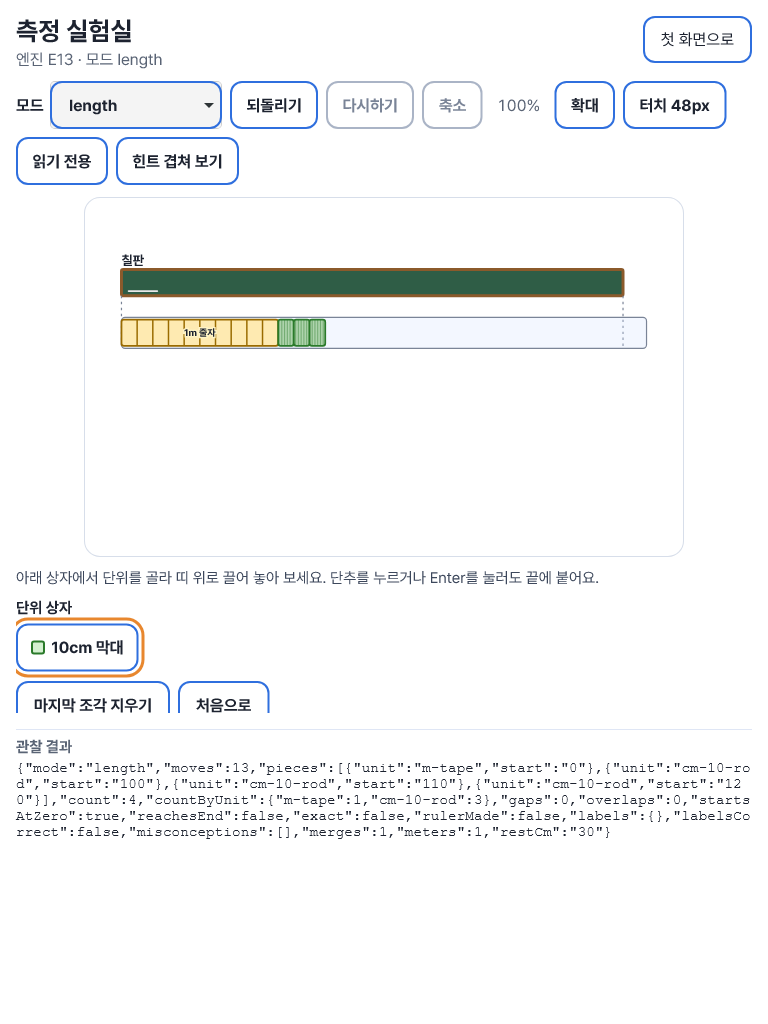 측정 실험실
엔진 E13 · 모드 length
첫 화면으로
모드 length 되돌리기 다시하기 축소 100% 확대 터치 48px
읽기 전용 힌트 겹쳐 보기
칠판
1m 줄자
아래 상자에서 단위를 골라 띠 위로 끌어 놓아 보세요. 단추를 누르거나 Enter를 눌러도 끝에 붙어요.
단위 상자
10cm 막대
마지막 조각 지우기 처음으로
관찰 결과
{"mode":"length","moves":13,"pieces":[{"unit":"m-tape","start":"0"},{"unit":"cm-10-ro
d","start":"100"},{"unit":"cm-10-rod","start":"110"},{"unit":"cm-10-rod","start":"12
0"}],"count":4,"countByUnit":{"m-tape":1,"cm-10-rod":3},"gaps":0,"overlaps":0,"starts
AtZero":true,"reachesEnd":false,"exact":false,"rulerMade":false,"labels":{},"labelsCo
rrect":false,"misconceptions":[],"merges":1,"meters":1,"restCm":"30"}